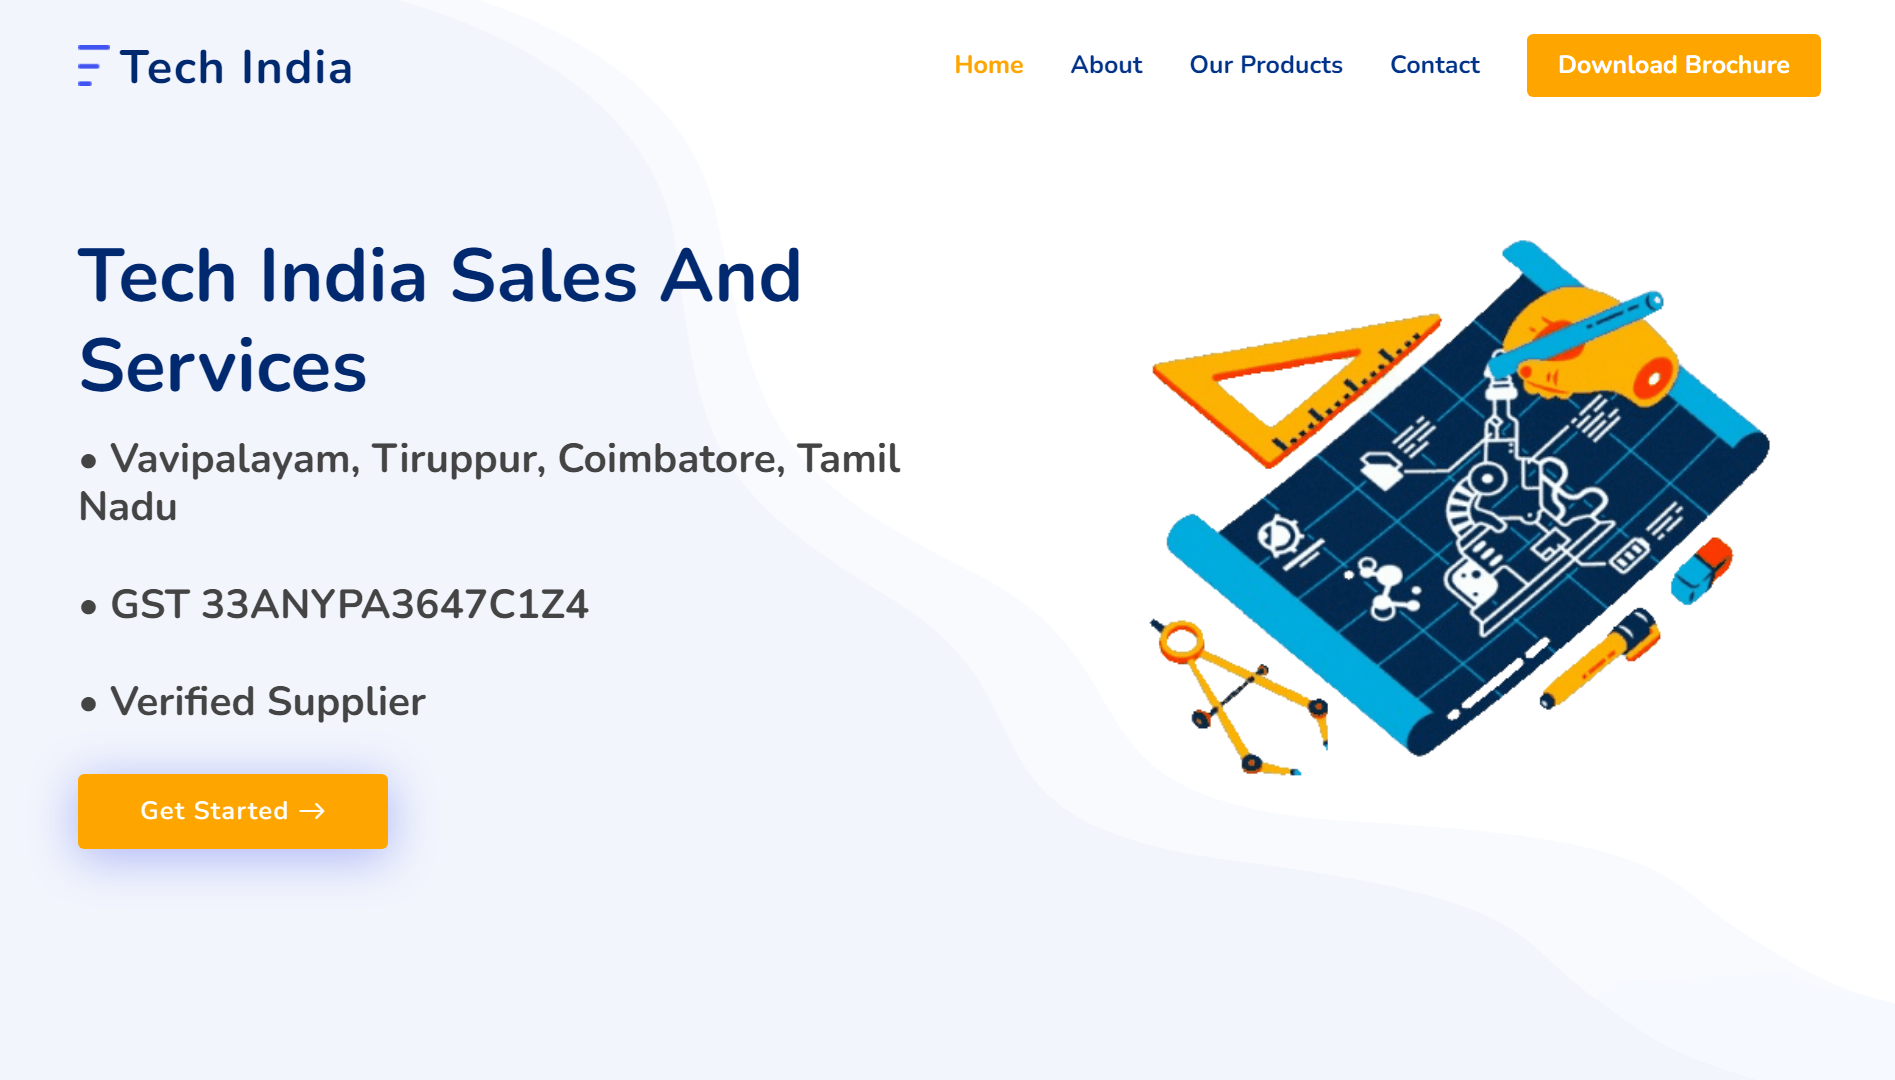 Tech India
Home
About
Our Products
Contact
Download Brochure
Tech India Sales And
Services
• Vavipalayam, Tiruppur, Coimbatore, Tamil
Nadu
• GST 33ANYPA3647C1Z4
• Verified Supplier
Get Started →